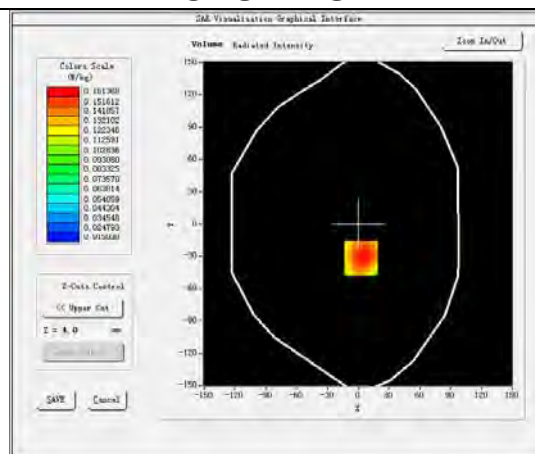 SAR Visualisation Graphical Interface
Volume Radiated Intensity
Zoom In/Out
Colors Scale
(W/kg)
0.161368
0.151612
0.141857
0.132102
0.122346
0.112591
0.102836
0.093080
0.083325
0.073570
0.063814
0.054059
0.044304
0.034548
0.024793
0.015038
150
120
90
60
30
0
-30
-60
-90
-120
-150
Y
-150 -120 -90 -60 -30 0 30 60 90 120 150
X
Z-Cuts Control
<< Upper Cut
Z = 4.0 mm
SAVE Cancel